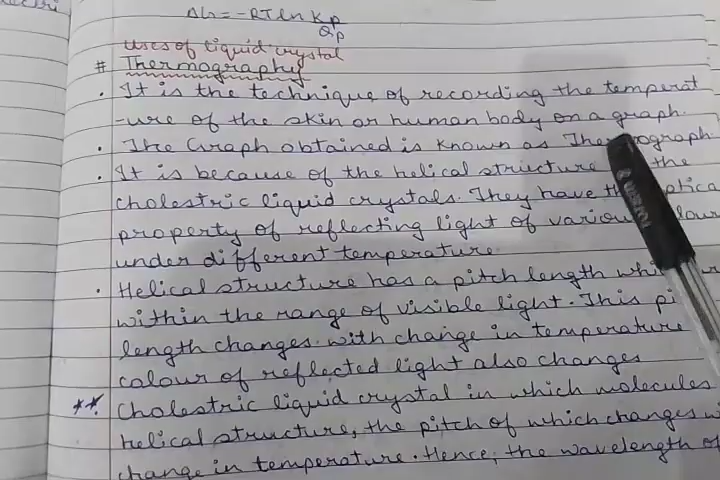 ΔG = -RT ln Kp
Qp
uses of liquid crystal
# Thermography
. It is the technique of recording the temperat
-ure of the skin or human body on a graph.
. The Graph obtained is known as The ograph
. It is because of the helical structure the
cholestric liquid crystals. They have
property of reflecting light of various
under different temperature
. Helical structure has a pitch length
within the range of visible light. This
length changes with change in temperature
colour of reflected light also changes
**. Cholestric liquid crystal in which molecules
helical structure, the pitch of which changes
change in temperature. Hence, the wavelength of